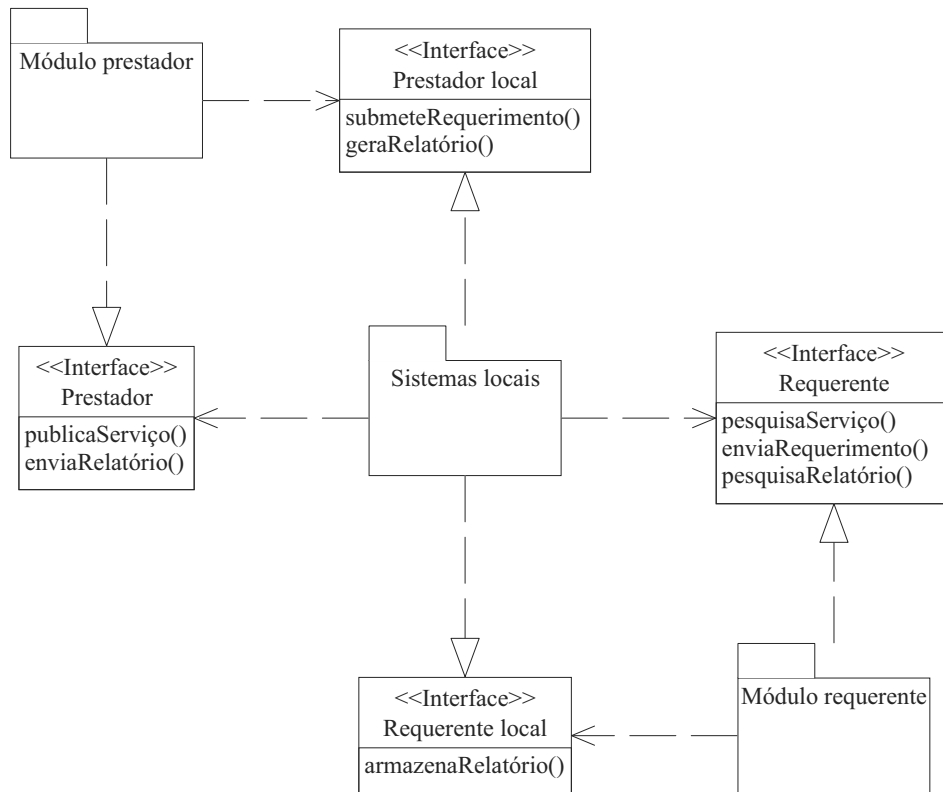 Módulo prestador
<<Interface>>
Prestador local
submeteRequerimento()
geraRelatório()
<<Interface>>
Prestador
publicaServiço()
enviaRelatório()
Sistemas locais
<<Interface>>
Requerente
pesquisaServiço()
enviaRequerimento()
pesquisaRelatório()
<<Interface>>
Requerente local
armazenaRelatório()
Módulo requerente